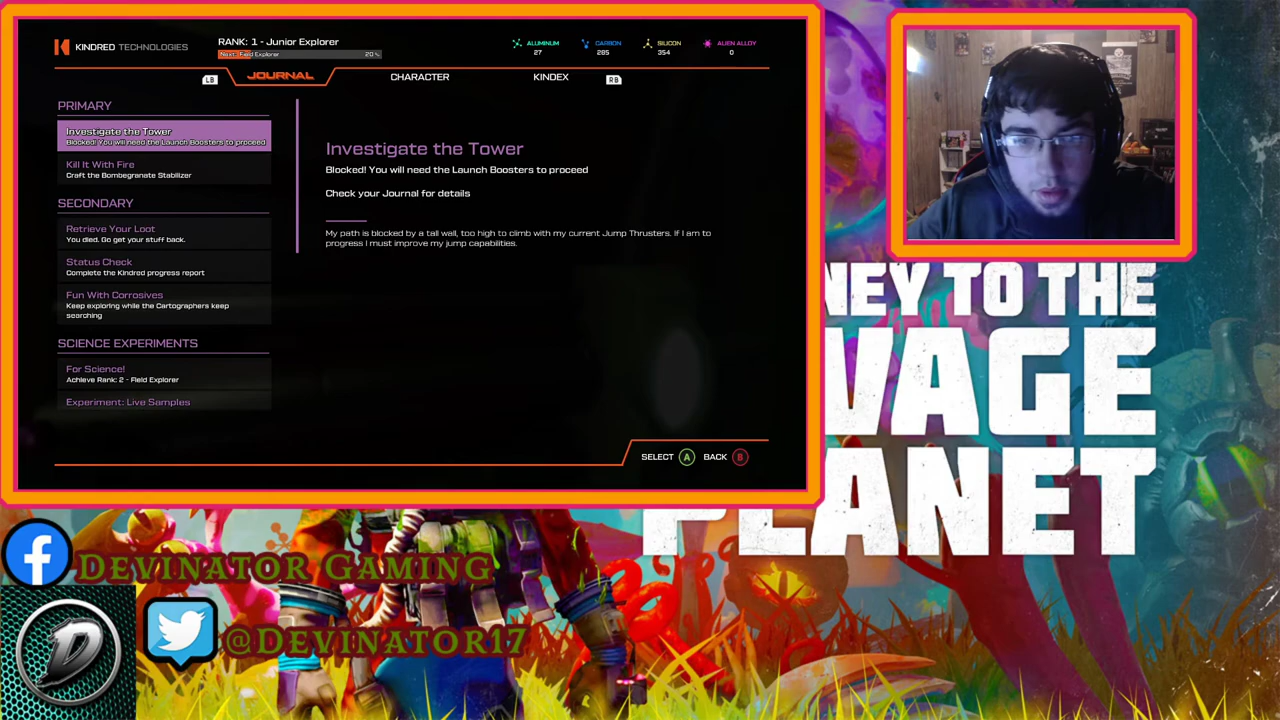 KINDRED TECHNOLOGIES
RANK: 1 - Junior Explorer
Next: Field Explorer 20%
ALUMINUM
27
CARBON
285
SILICON
354
ALIEN ALLOY
0
LB
JOURNAL
CHARACTER
KINDEX
RB
PRIMARY
Investigate the Tower
Blocked! You will need the Launch Boosters to proceed
Kill It With Fire
Craft the Bombegranate Stabilizer
SECONDARY
Retrieve Your Loot
You died. Go get your stuff back.
Status Check
Complete the Kindred progress report
Fun With Corrosives
Keep exploring while the Cartographers keep
searching
SCIENCE EXPERIMENTS
For Science!
Achieve Rank: 2 - Field Explorer
Experiment: Live Samples
Investigate the Tower
Blocked! You will need the Launch Boosters to proceed
Check your Journal for details
My path is blocked by a tall wall, too high to climb with my current Jump Thrusters. If I am to
progress I must improve my jump capabilities.
SELECT A BACK B
NEY TO THE
VAGE
PLANET
DEVINATOR GAMING
@DEVINATOR17
D